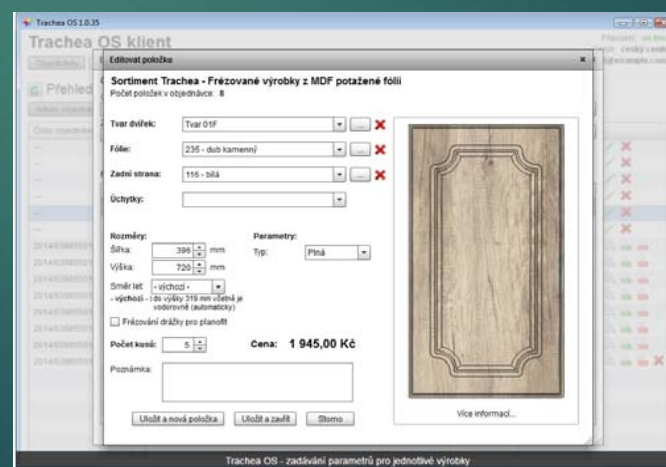 Trachea OS 1.0.35
Trachea OS klient
Editovat položku
Sortiment Trachea - Frézované výrobky z MDF potažené fólií
Počet položek v objednávce: 8
Přehled
Tvar dvířek: Tvar 01F ...
Fólie: 235 - dub kamenný ...
Zadní strana: 116 - bílá ...
Úchytky:
Rozměry: Parametry:
Šířka: 396 mm Typ: Plná
Výška: 720 mm
Směr let: - výchozí -
- výchozí - : do výšky 319 mm včetně je
vodorovně (automaticky)
Frézování drážky pro planofit
Počet kusů: 5 Cena: 1 945,00 Kč
Poznámka:
Uložit a nová položka Uložit a zavřít Storno
Více informací...
Trachea OS - zadávání parametrů pro jednotlivé výrobky